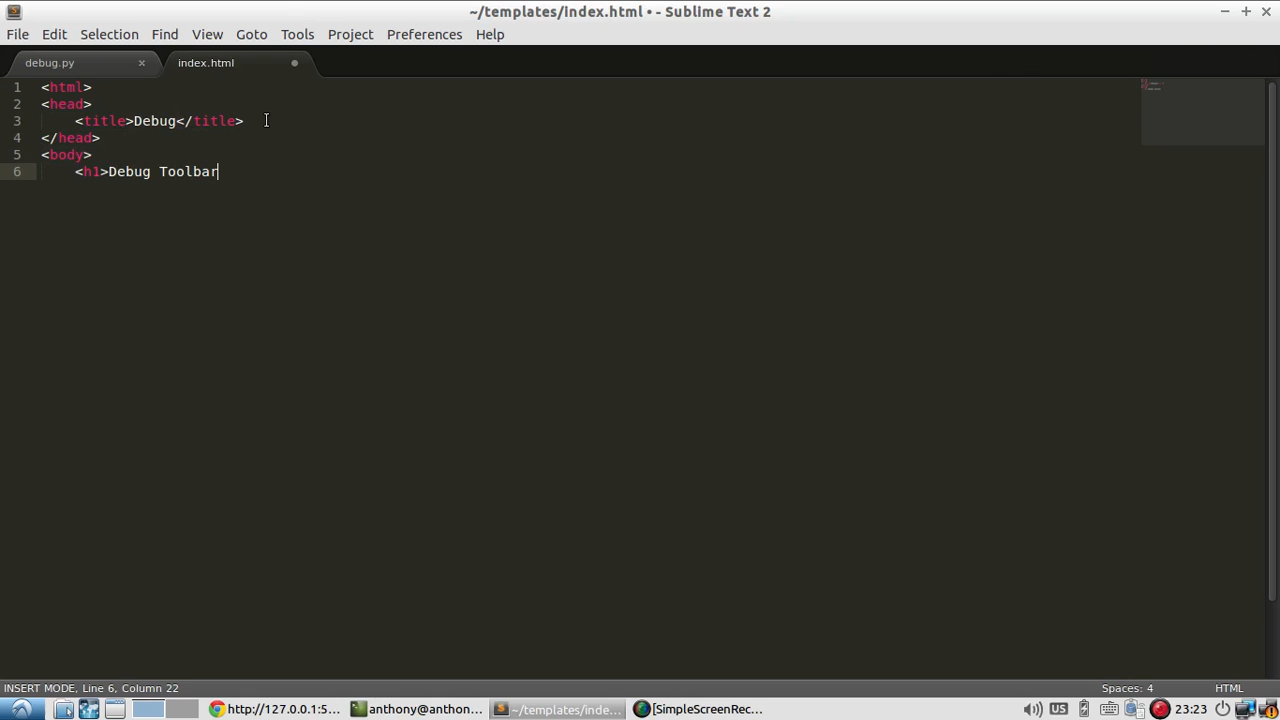 ~/templates/index.html • - Sublime Text 2
File Edit Selection Find View Goto Tools Project Preferences Help
debug.py × index.html
1 <html>
2 <head>
3 <title>Debug</title>
4 </head>
5 <body>
6 <h1>Debug Toolbar
INSERT MODE, Line 6, Column 22 Spaces: 4 HTML
http://127.0.0.1:5... anthony@anthon... ~/templates/inde... [SimpleScreenRec... US 23:23